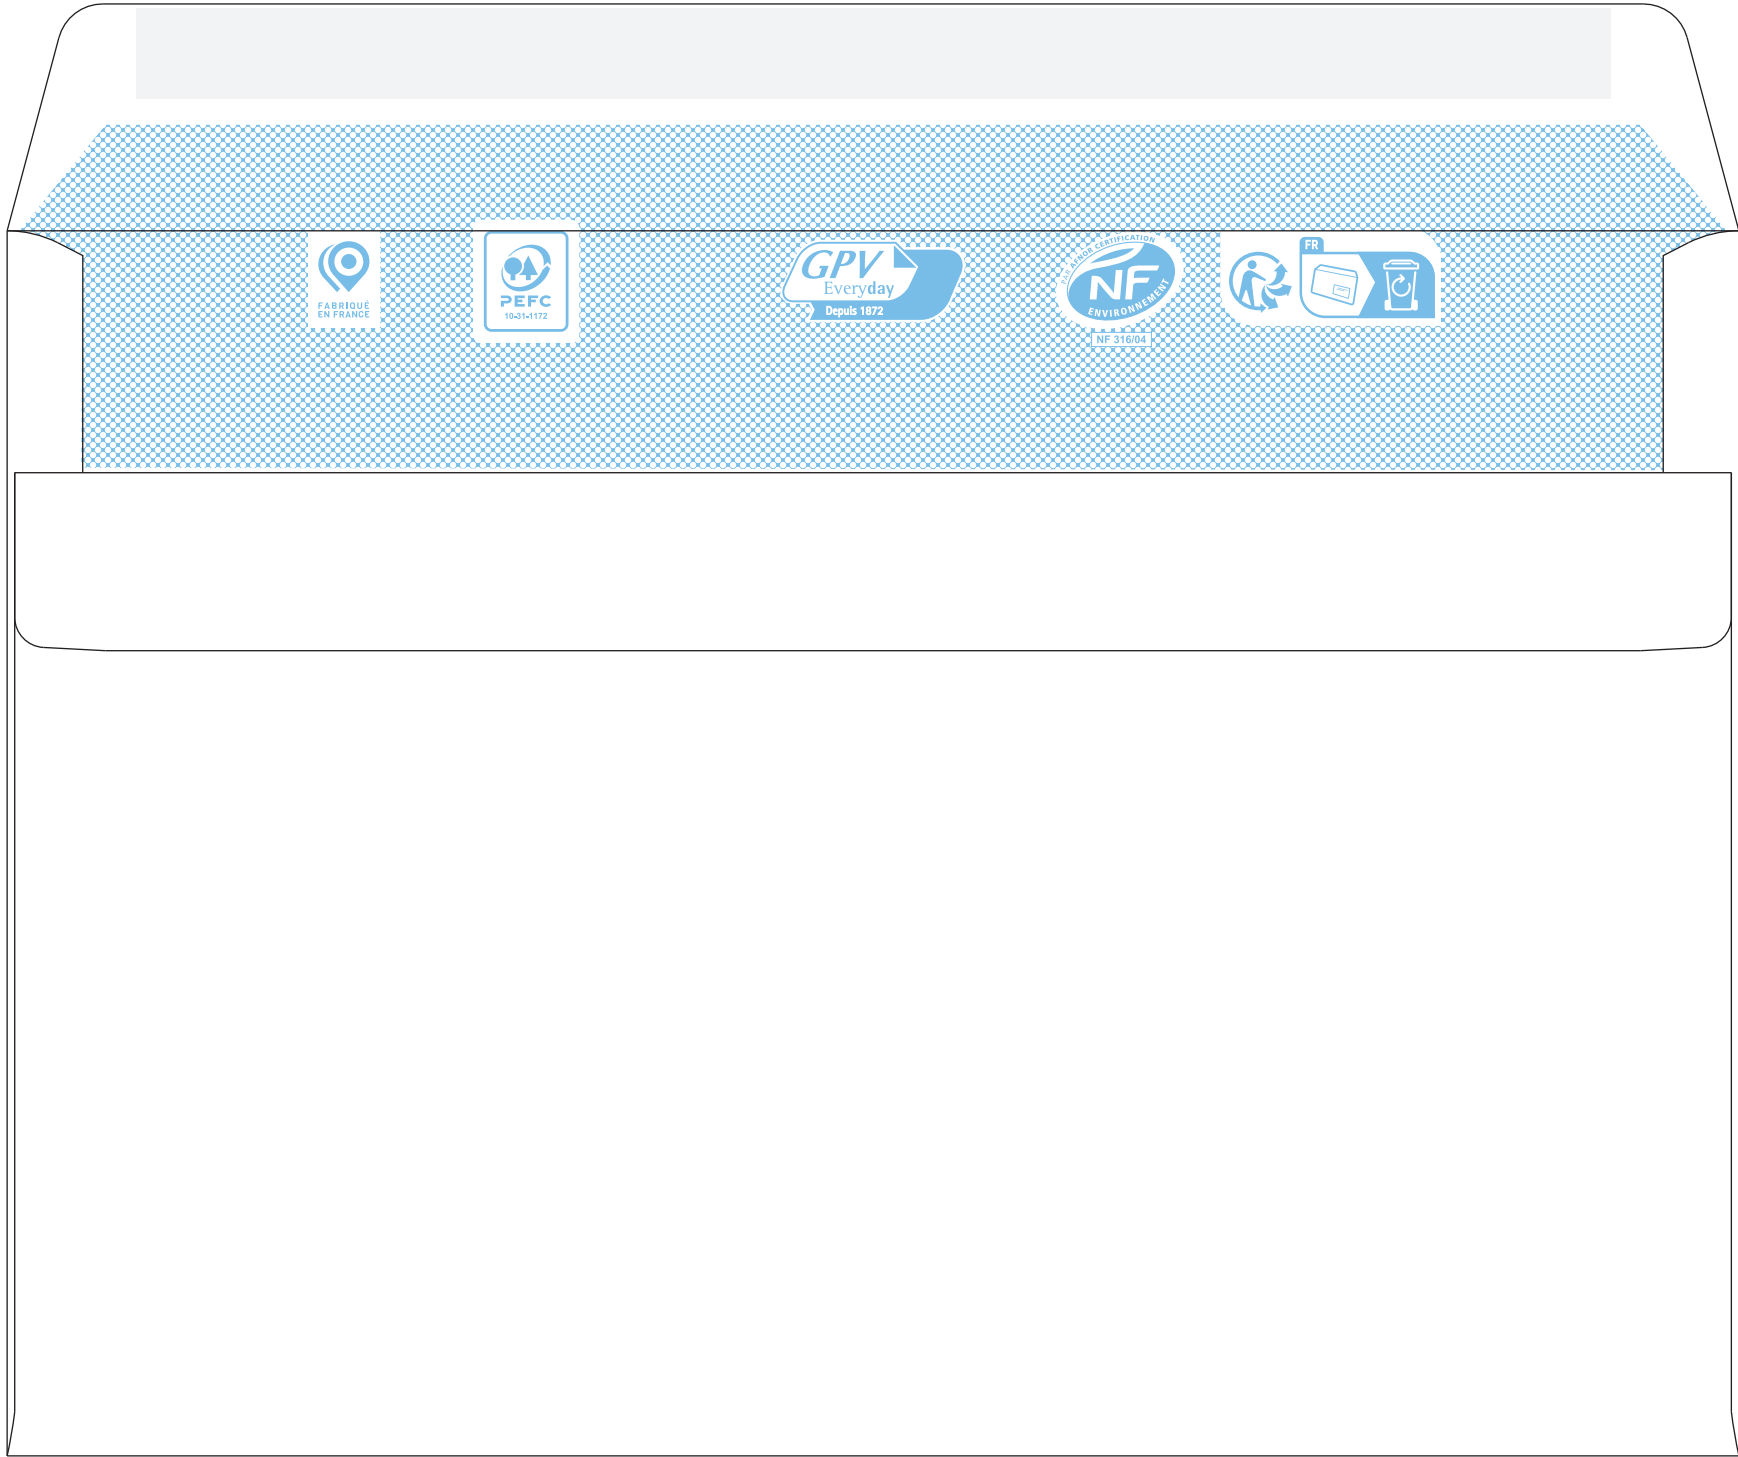 FABRIQUÉ
EN FRANCE
PEFC
10-31-1172
GPV
Everyday
Depuis 1872
PAR AFNOR CERTIFICATION
NF
ENVIRONNEMENT
NF 316/04
FR